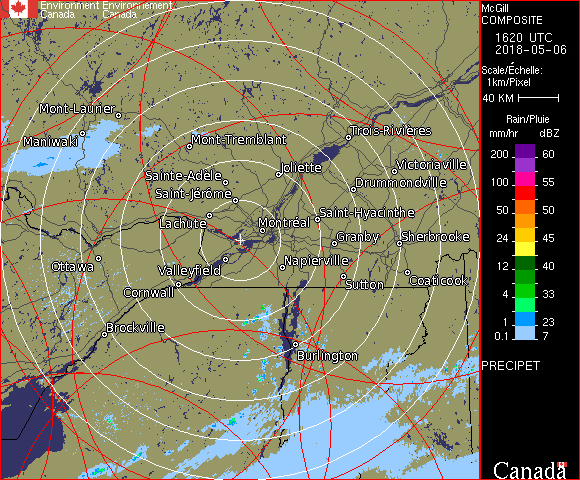 Environment Environnement
Canada Canada
Mont-Laurier
Maniwaki
Mont-Tremblant
Trois-Rivières
Sainte-Adèle
Joliette
Victoriaville
Saint-Jérôme
Drummondville
Lachute
Montréal
Saint-Hyacinthe
Granby
Sherbrooke
Ottawa
Valleyfield
Napierville
Cornwall
Sutton
Coaticook
Brockville
Burlington
McGill
COMPOSITE
1620 UTC
2018-05-06
Scale/Échelle:
1km/Pixel
40 KM
Rain/Pluie
mm/hr dBZ
200 60
150 55
100 55
50 50
24 45
12 40
4 33
1 23
0.1 7
PRECIPET
Canada